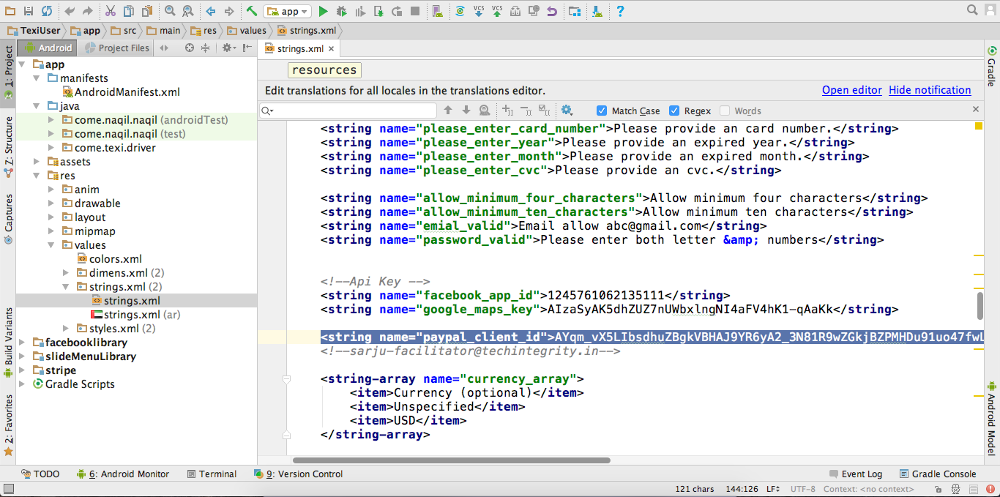 app
TexiUser app src main res values strings.xml
Android Project Files
strings.xml
1: Project
Z: Structure
Captures
Build Variants
2: Favorites
app
manifests
AndroidManifest.xml
java
come.naqil.naqil (androidTest)
come.naqil.naqil (test)
come.texi.driver
assets
res
anim
drawable
layout
mipmap
values
colors.xml
dimens.xml (2)
strings.xml (2)
strings.xml
strings.xml (ar)
styles.xml (2)
facebooklibrary
slideMenuLibrary
stripe
Gradle Scripts
resources
Edit translations for all locales in the translations editor. Open editor Hide notification
Match Case Regex Words
<string name="please_enter_card_number">Please provide an card number.</string>
<string name="please_enter_year">Please provide an expired year.</string>
<string name="please_enter_month">Please provide an expired month.</string>
<string name="please_enter_cvc">Please provide an cvc.</string>
<string name="allow_minimum_four_characters">Allow minimum four characters</string>
<string name="allow_minimum_ten_characters">Allow minimum ten characters</string>
<string name="emial_valid">Email allow abc@gmail.com</string>
<string name="password_valid">Please enter both letter &amp; numbers</string>
<!--Api Key -->
<string name="facebook_app_id">1245761062135111</string>
<string name="google_maps_key">AIzaSyAK5dhZUZ7nUWbxlngNI4aFV4hK1-qAaKk</string>
<string name="paypal_client_id">AYqm_vX5LIbsdhuZBgkVBHAJ9YR6yA2_3N81R9wZGkjBZPMHDu91uo47fwL
<!--sarju-facilitator@techintegrity.in-->
<string-array name="currency_array">
<item>Currency (optional)</item>
<item>Unspecified</item>
<item>USD</item>
</string-array>
Gradle
Android Model
TODO 6: Android Monitor Terminal 9: Version Control Event Log Gradle Console
121 chars 144:126 LF UTF-8 Context: <no context>